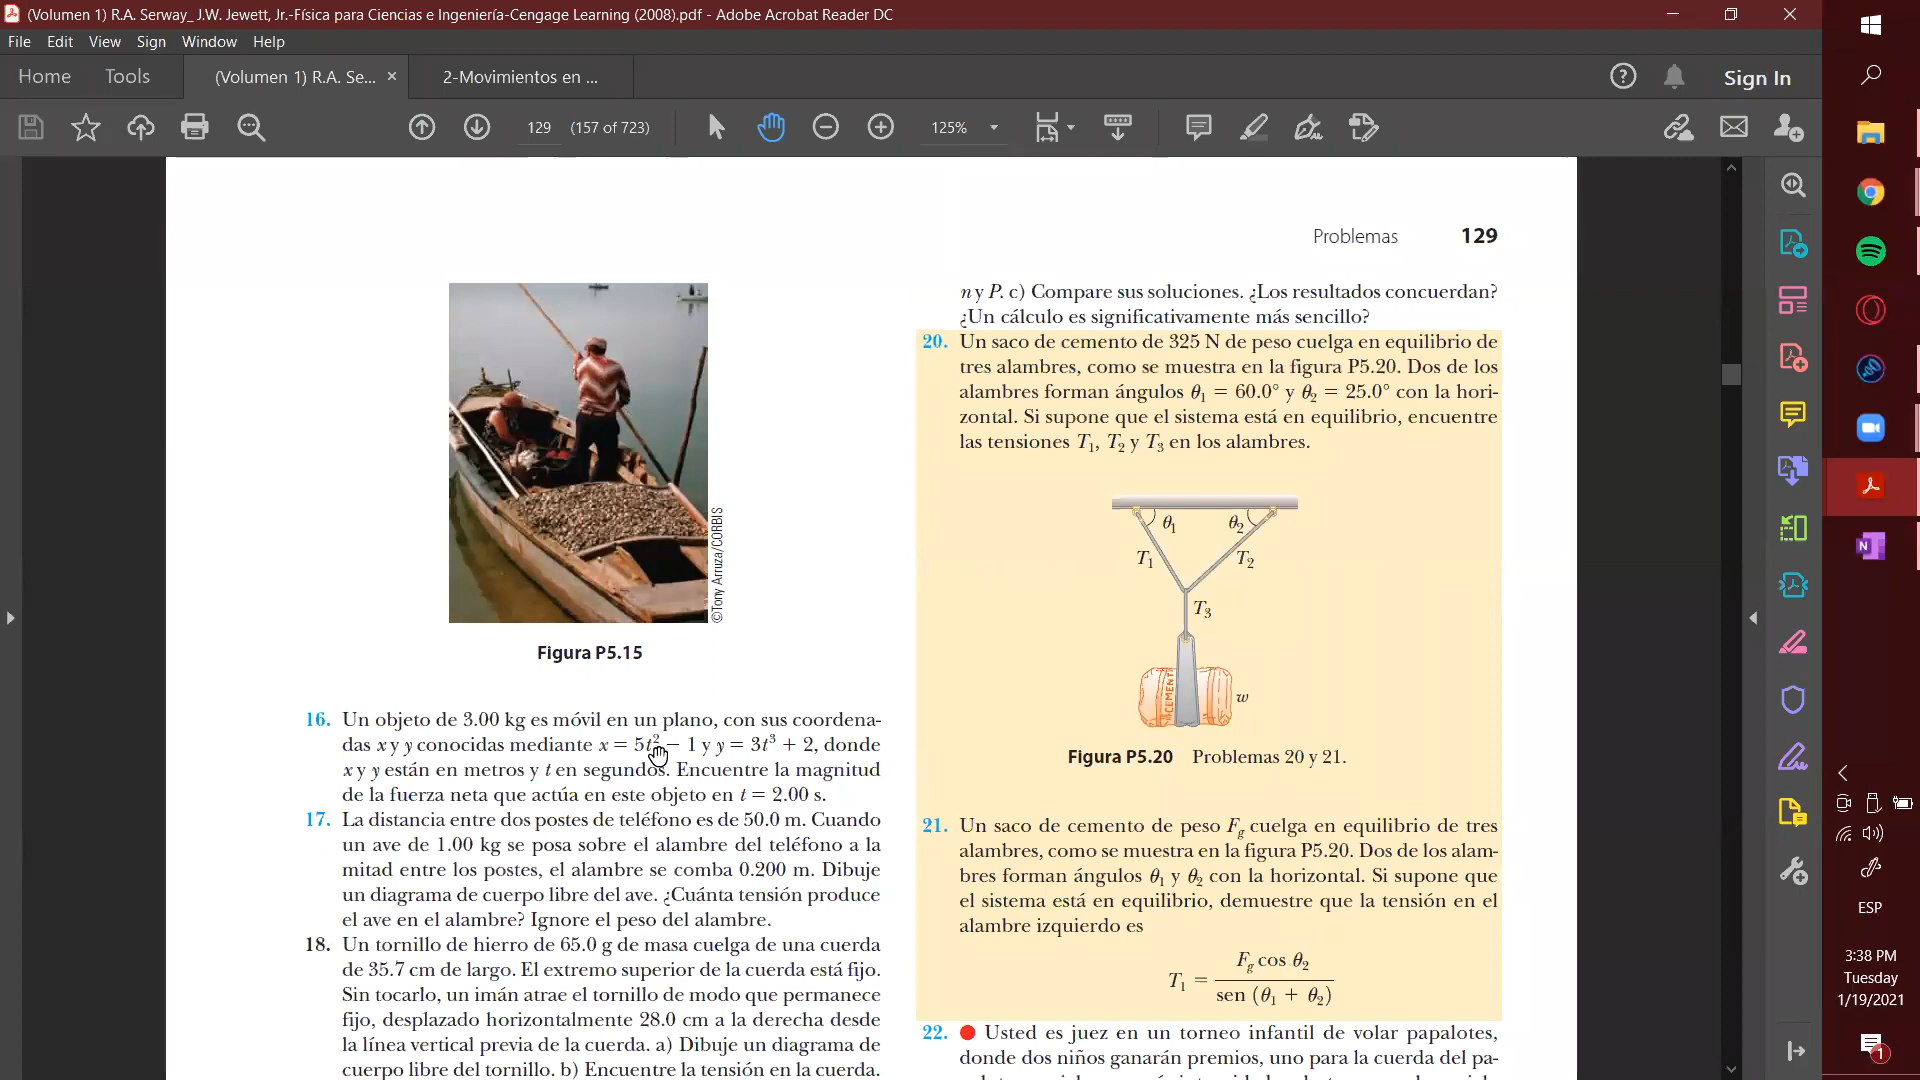 (Volumen 1) R.A. Serway_ J.W. Jewett, Jr.-Física para Ciencias e Ingeniería-Cengage Learning (2008).pdf - Adobe Acrobat Reader DC
File Edit View Sign Window Help
Home Tools (Volumen 1) R.A. Se... × 2-Movimientos en ... Sign In
129 (157 of 723) 125%
Problemas 129
©Tony Arruza/CORBIS
Figura P5.15
16. Un objeto de 3.00 kg es móvil en un plano, con sus coordena-
das x y y conocidas mediante x = 5t² − 1 y y = 3t³ + 2, donde
x y y están en metros y t en segundos. Encuentre la magnitud
de la fuerza neta que actúa en este objeto en t = 2.00 s.
17. La distancia entre dos postes de teléfono es de 50.0 m. Cuando
un ave de 1.00 kg se posa sobre el alambre del teléfono a la
mitad entre los postes, el alambre se comba 0.200 m. Dibuje
un diagrama de cuerpo libre del ave. ¿Cuánta tensión produce
el ave en el alambre? Ignore el peso del alambre.
18. Un tornillo de hierro de 65.0 g de masa cuelga de una cuerda
de 35.7 cm de largo. El extremo superior de la cuerda está fijo.
Sin tocarlo, un imán atrae el tornillo de modo que permanece
fijo, desplazado horizontalmente 28.0 cm a la derecha desde
la línea vertical previa de la cuerda. a) Dibuje un diagrama de
cuerpo libre del tornillo. b) Encuentre la tensión en la cuerda.
n y P. c) Compare sus soluciones. ¿Los resultados concuerdan?
¿Un cálculo es significativamente más sencillo?
20. Un saco de cemento de 325 N de peso cuelga en equilibrio de
tres alambres, como se muestra en la figura P5.20. Dos de los
alambres forman ángulos θ₁ = 60.0° y θ₂ = 25.0° con la hori-
zontal. Si supone que el sistema está en equilibrio, encuentre
las tensiones T₁, T₂ y T₃ en los alambres.
θ₁ θ₂
T₁ T₂
T₃
CEMENT
w
Figura P5.20 Problemas 20 y 21.
21. Un saco de cemento de peso F_g cuelga en equilibrio de tres
alambres, como se muestra en la figura P5.20. Dos de los alam-
bres forman ángulos θ₁ y θ₂ con la horizontal. Si supone que
el sistema está en equilibrio, demuestre que la tensión en el
alambre izquierdo es
T₁ = F_g cos θ₂ / sen (θ₁ + θ₂)
22. Usted es juez en un torneo infantil de volar papalotes,
donde dos niños ganarán premios, uno para la cuerda del pa-
ESP
3:38 PM
Tuesday
1/19/2021
1